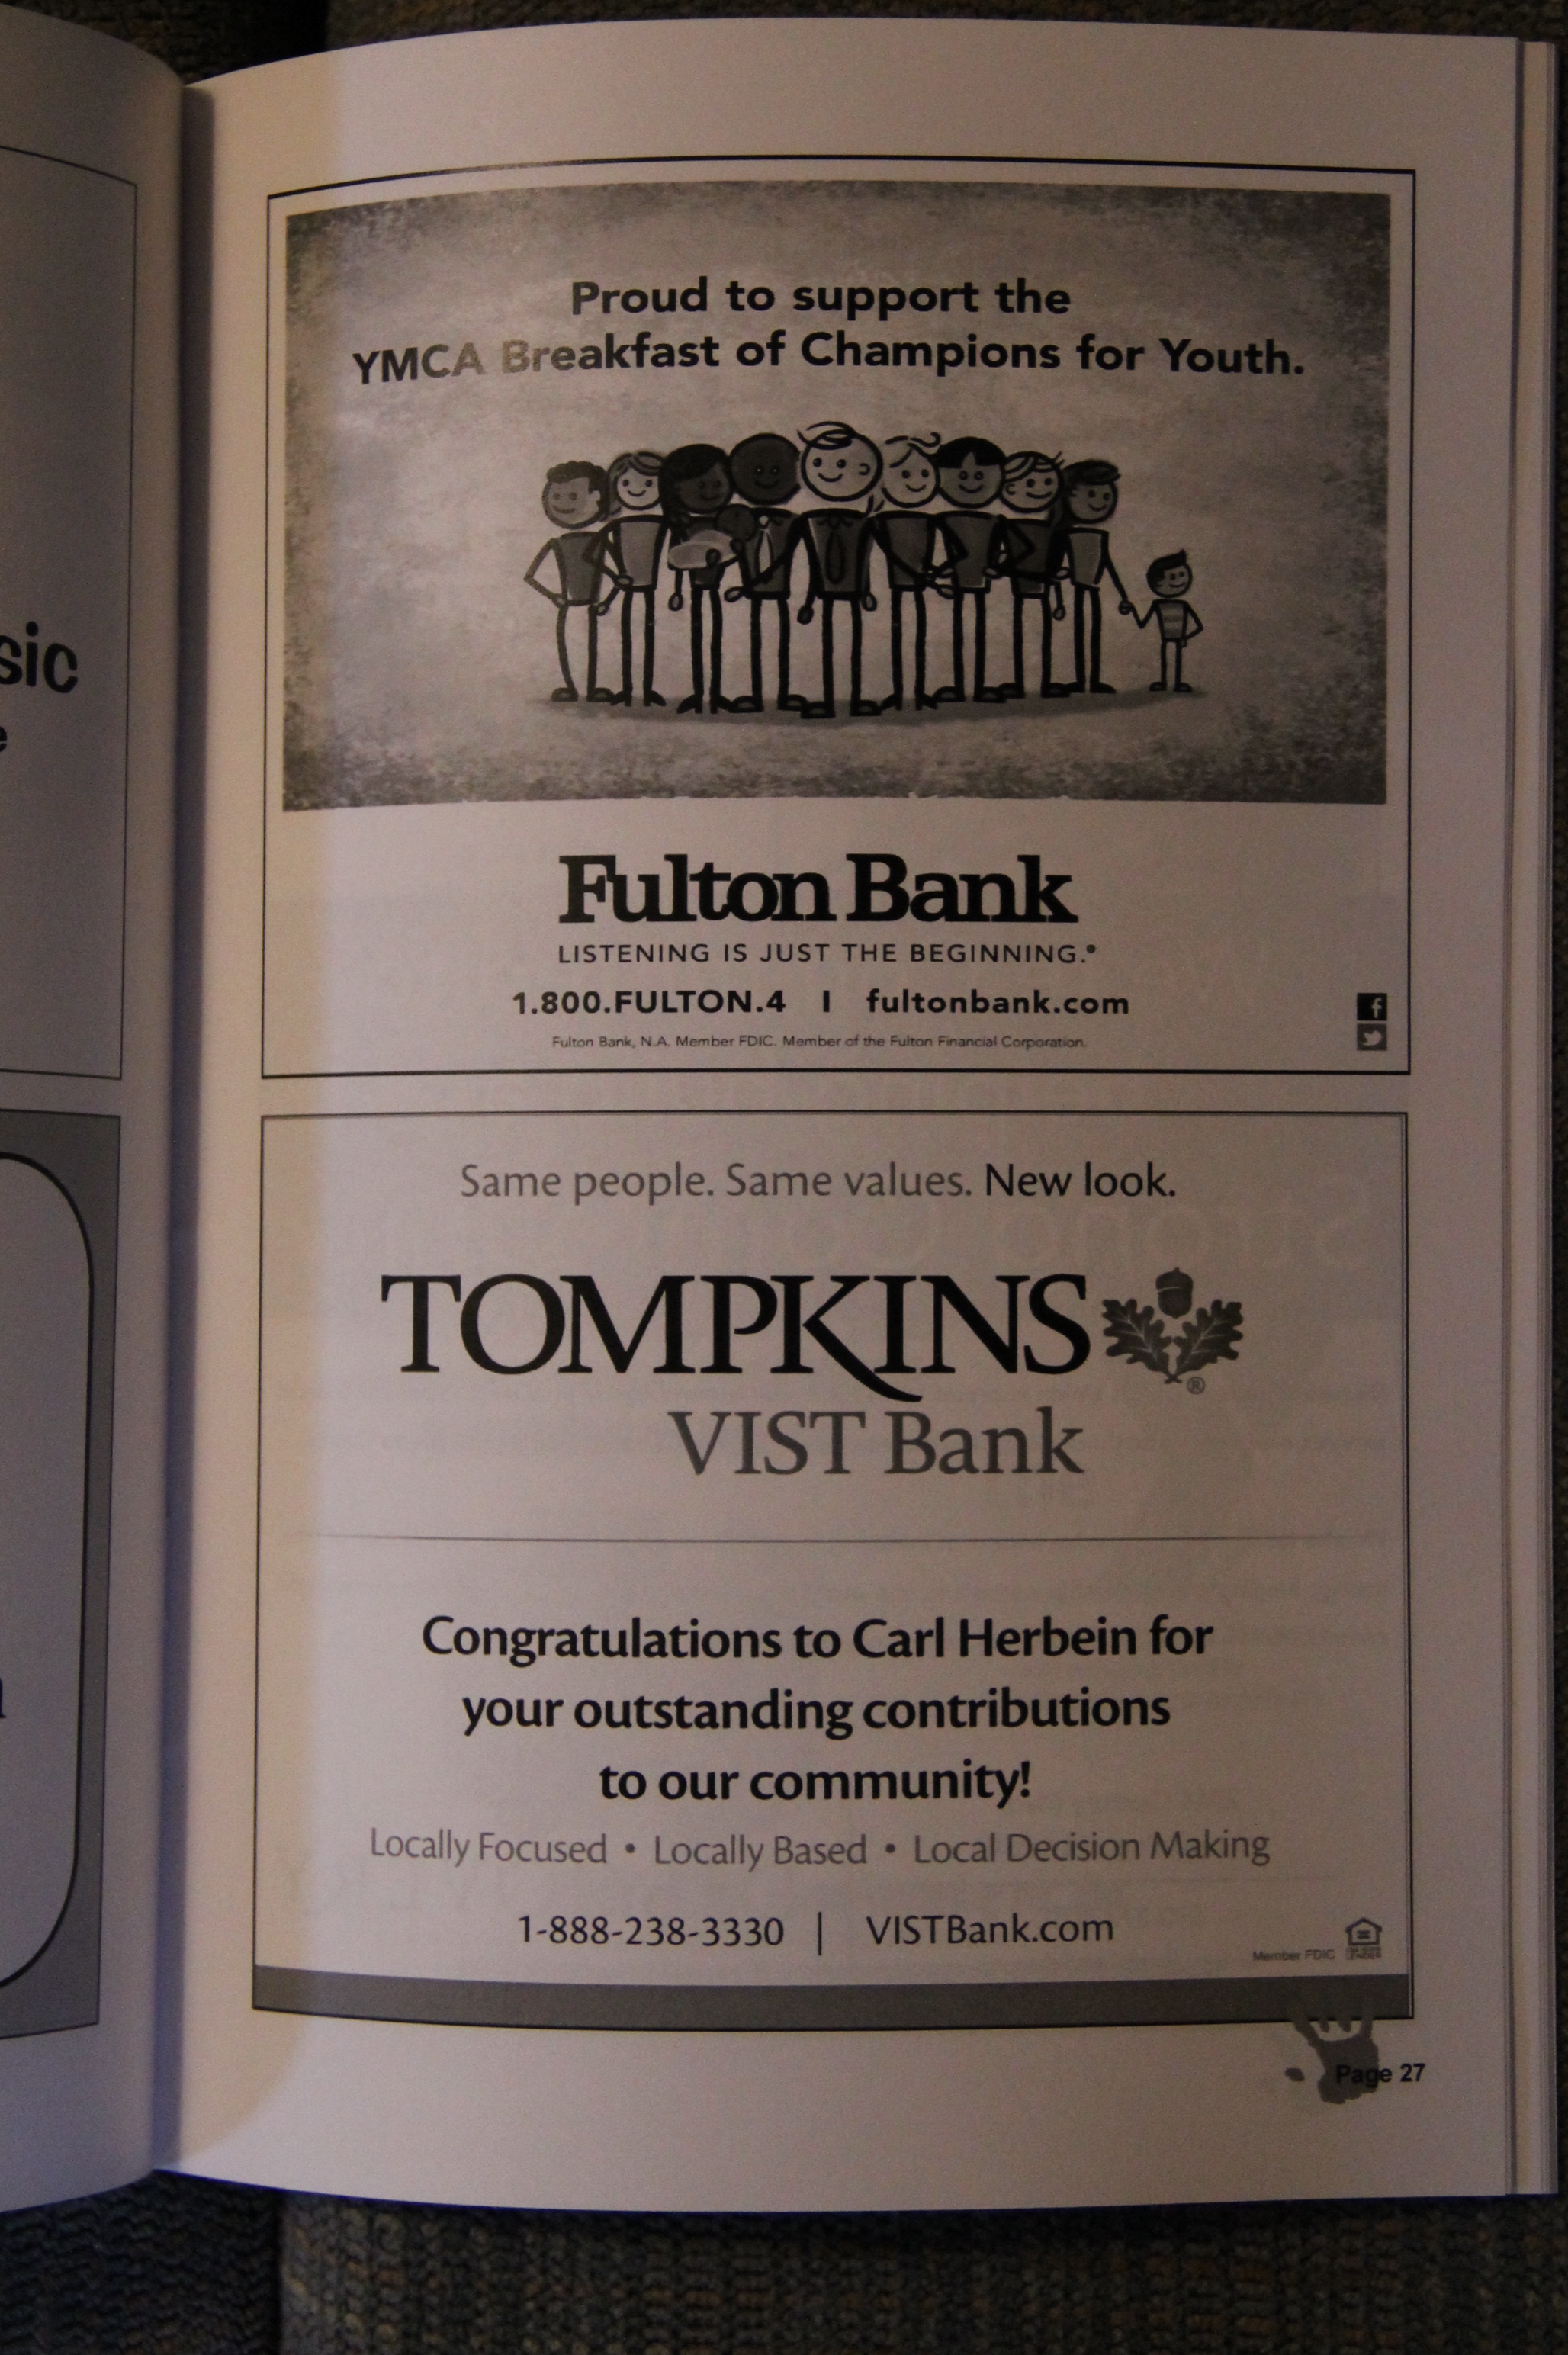 sic
e
Proud to support the
YMCA Breakfast of Champions for Youth.
Fulton Bank
LISTENING IS JUST THE BEGINNING.®
1.800.FULTON.4 | fultonbank.com
Fulton Bank, N.A. Member FDIC. Member of the Fulton Financial Corporation.
f
Same people. Same values. New look.
TOMPKINS
®
VIST Bank
Congratulations to Carl Herbein for
your outstanding contributions
to our community!
Locally Focused • Locally Based • Local Decision Making
1-888-238-3330 | VISTBank.com
Member FDIC
Page 27